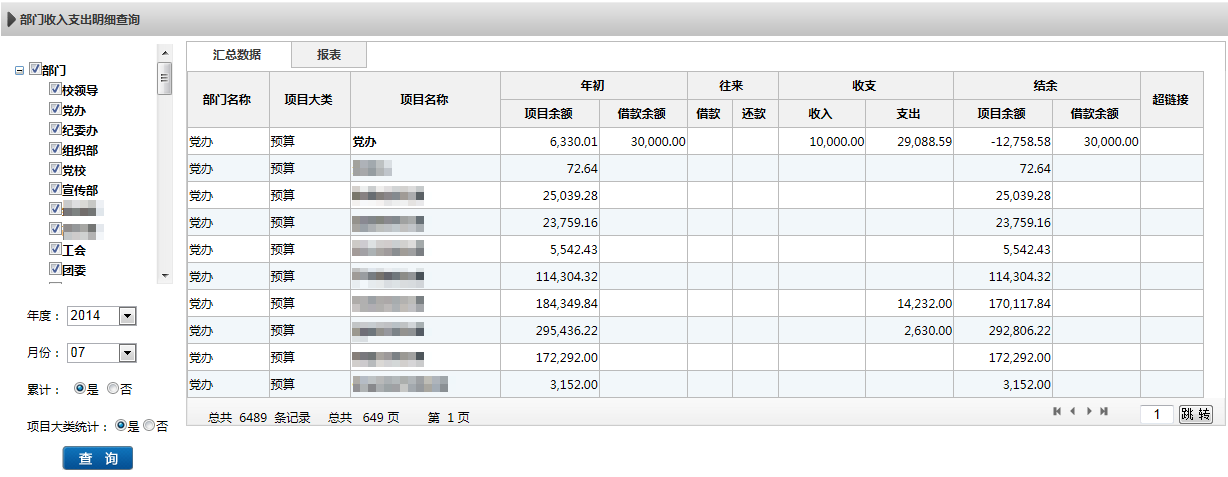 部门收入支出明细查询
部门
校领导
党办
纪委办
组织部
党校
宣传部
工会
团委
年度： 2014
月份： 07
累计： 是 否
项目大类统计： 是 否
查 询
汇总数据 报表
部门名称 项目大类 项目名称 年初 往来 收支 结余 超链接
项目余额 借款余额 借款 还款 收入 支出 项目余额 借款余额
党办 预算 党办 6,330.01 30,000.00 10,000.00 29,088.59 -12,758.58 30,000.00
党办 预算 72.64 72.64
党办 预算 25,039.28 25,039.28
党办 预算 23,759.16 23,759.16
党办 预算 5,542.43 5,542.43
党办 预算 114,304.32 114,304.32
党办 预算 184,349.84 14,232.00 170,117.84
党办 预算 295,436.22 2,630.00 292,806.22
党办 预算 172,292.00 172,292.00
党办 预算 3,152.00 3,152.00
总共 6489 条记录 总共 649 页 第 1 页 1 跳 转